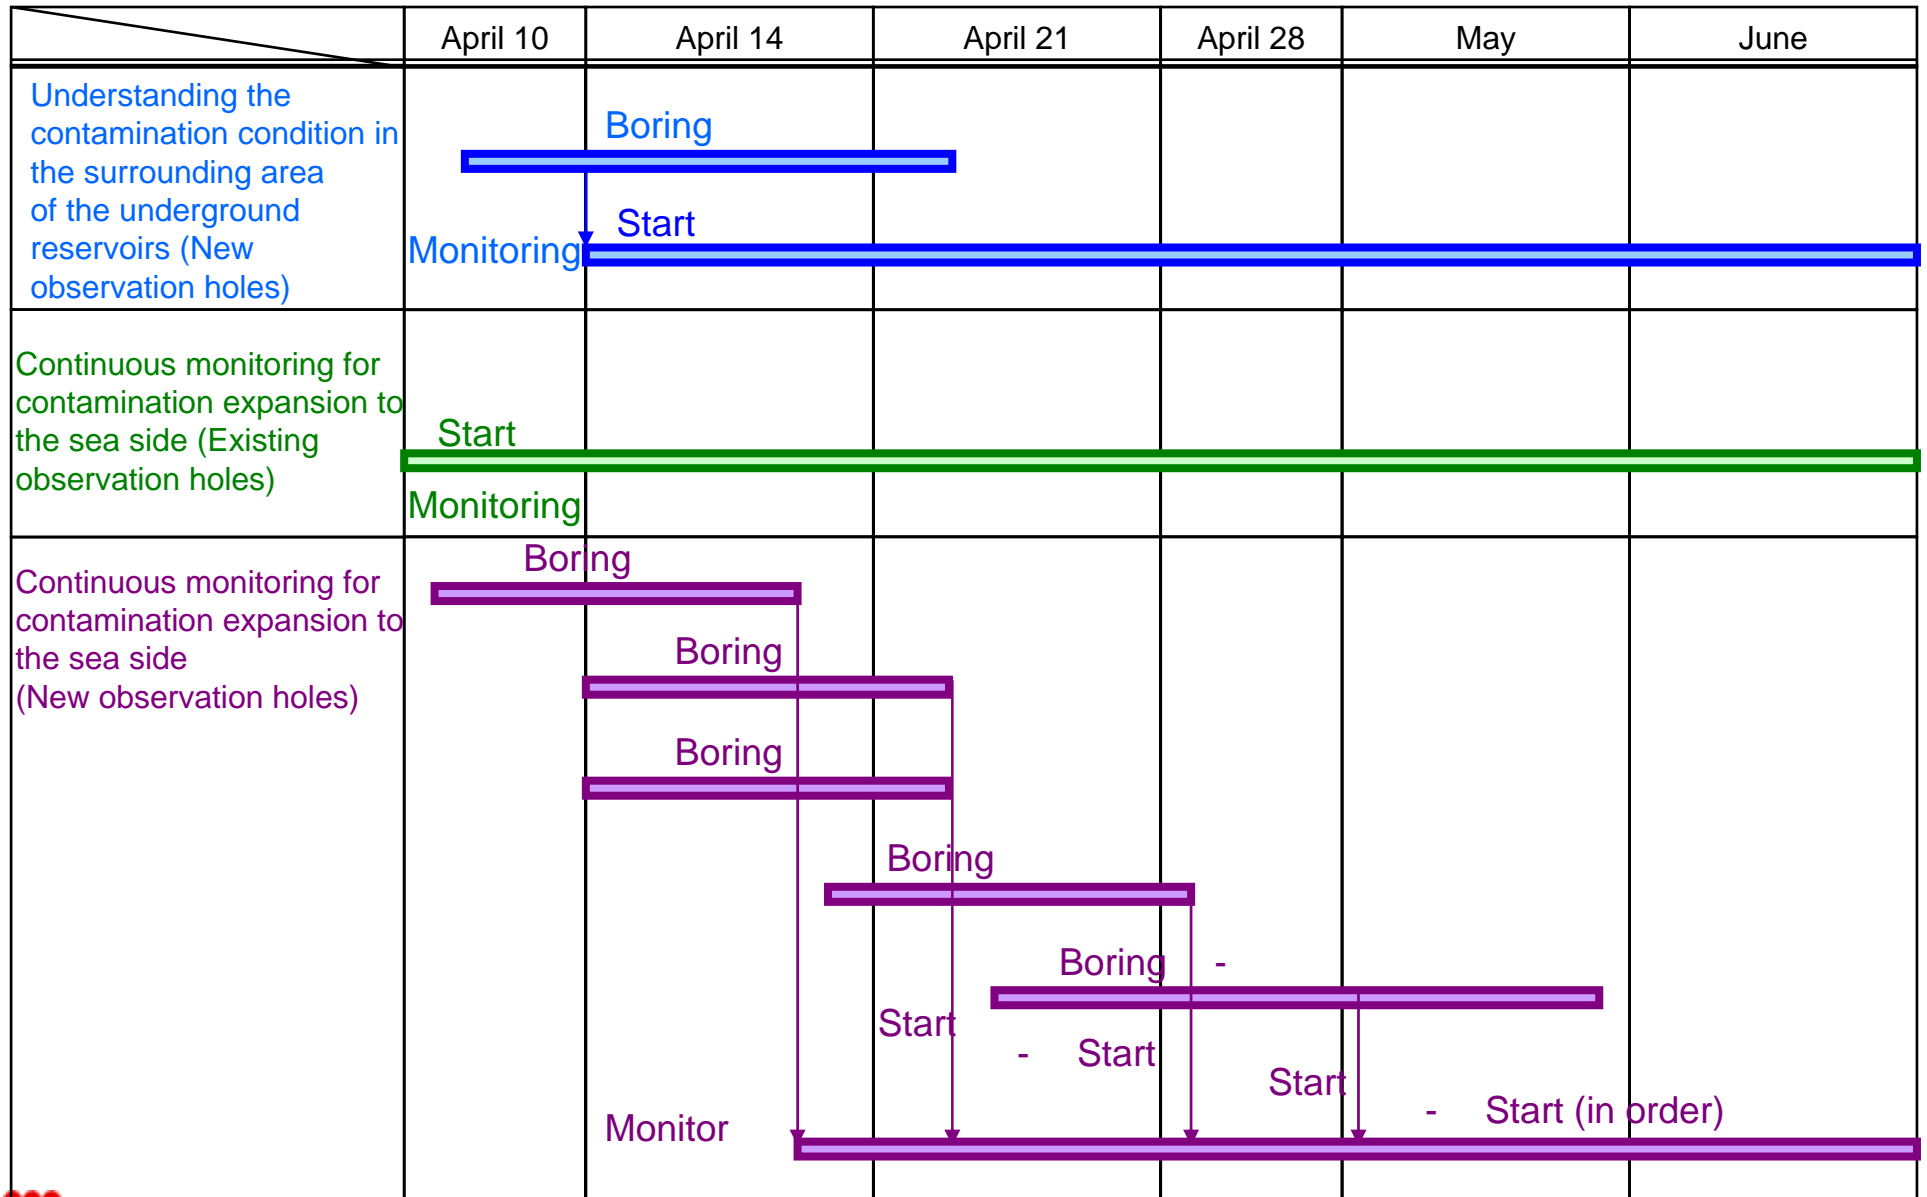 April 10 April 14 April 21 April 28 May June
Understanding the
contamination condition in
the surrounding area
of the underground
reservoirs (New
observation holes)
Boring
Start
Monitoring
Continuous monitoring for
contamination expansion to
the sea side (Existing
observation holes)
Start
Monitoring
Continuous monitoring for
contamination expansion to
the sea side
(New observation holes)
Boring
Boring
Boring
Boring
Boring -
Start
- Start
Start
- Start (in order)
Monitor